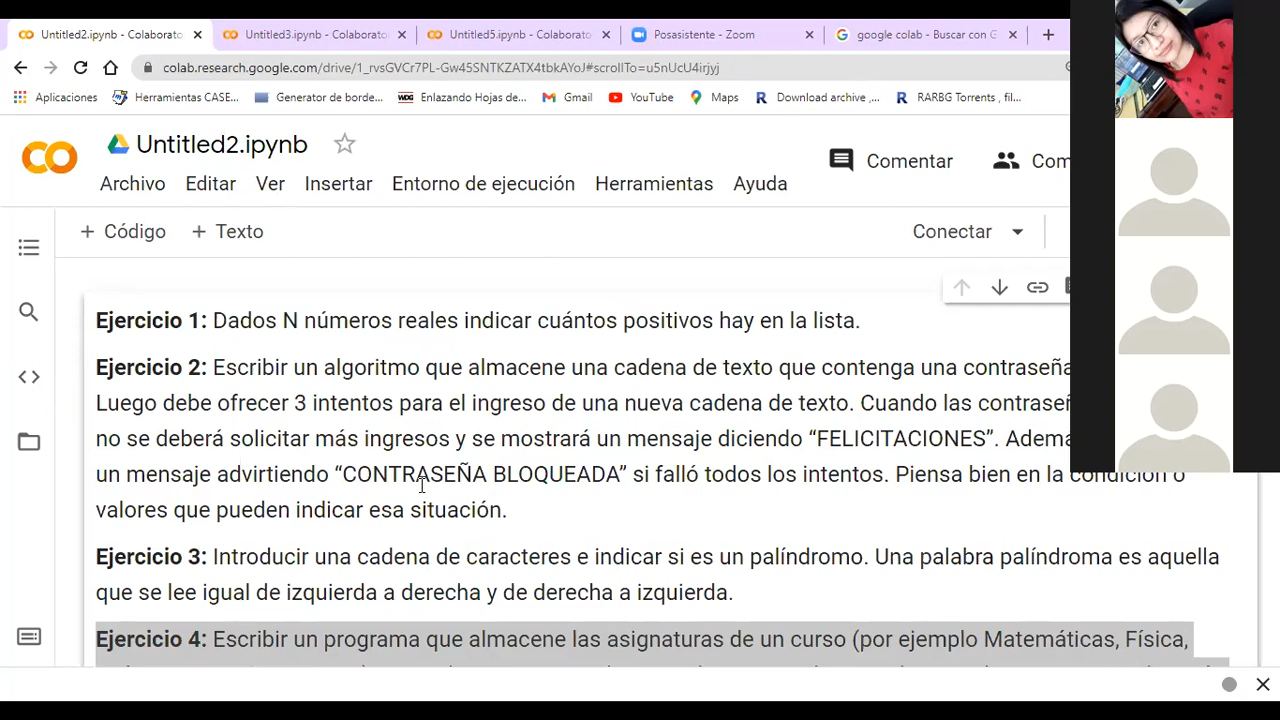 Untitled2.ipynb - Colaborato
Untitled3.ipynb - Colaborato
Untitled5.ipynb - Colaborato
Posasistente - Zoom
google colab - Buscar con G
colab.research.google.com/drive/
Aplicaciones
Herramientas CASE...
Generator de borde...
Enlazando Hojas de...
Gmail
YouTube
Maps
Download archive ,...
RARBG Torrents , fil...
Untitled2.ipynb
Comentar
Com
Archivo Editar Ver Insertar Entorno de ejecución Herramientas Ayuda
+ Código + Texto
Conectar
Ejercicio 1: Dados N números reales indicar cuántos positivos hay en la lista.
Ejercicio 2: Escribir un algoritmo que almacene una cadena de texto que contenga una contraseña
Luego debe ofrecer 3 intentos para el ingreso de una nueva cadena de texto. Cuando las contraseñ
no se deberá solicitar más ingresos y se mostrará un mensaje diciendo “FELICITACIONES”. Ademá
un mensaje advirtiendo “CONTRASEÑA BLOQUEADA” si falló todos los intentos. Piensa bien en la condición o
valores que pueden indicar esa situación.
Ejercicio 3: Introducir una cadena de caracteres e indicar si es un palíndromo. Una palabra palíndroma es aquella
que se lee igual de izquierda a derecha y de derecha a izquierda.
Ejercicio 4: Escribir un programa que almacene las asignaturas de un curso (por ejemplo Matemáticas, Física,